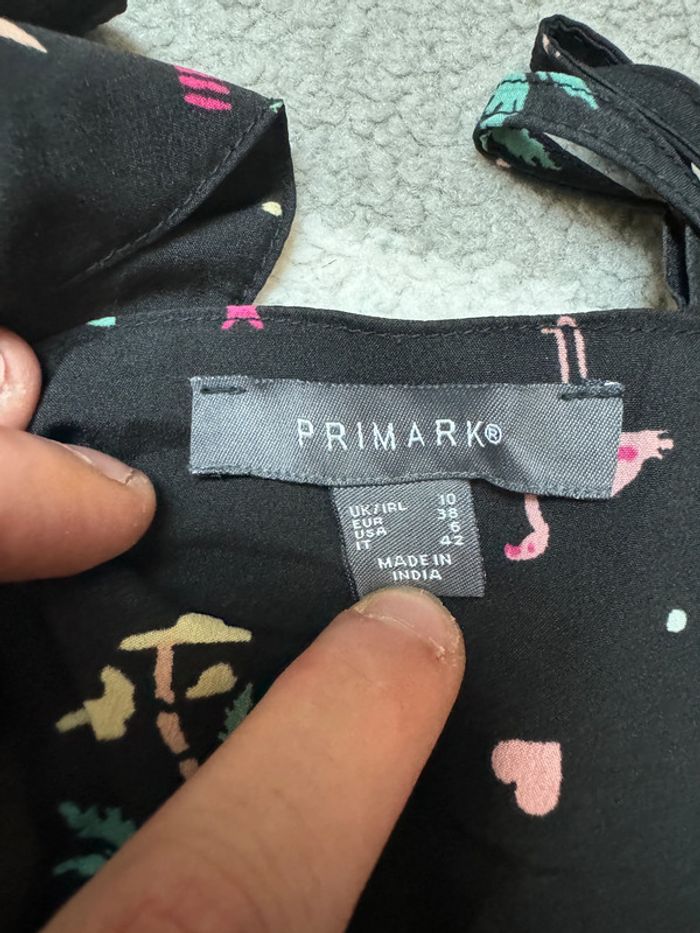 PRIMARK®
UK/IRL 10
EUR 38
USA 6
IT 42
MADE IN
INDIA